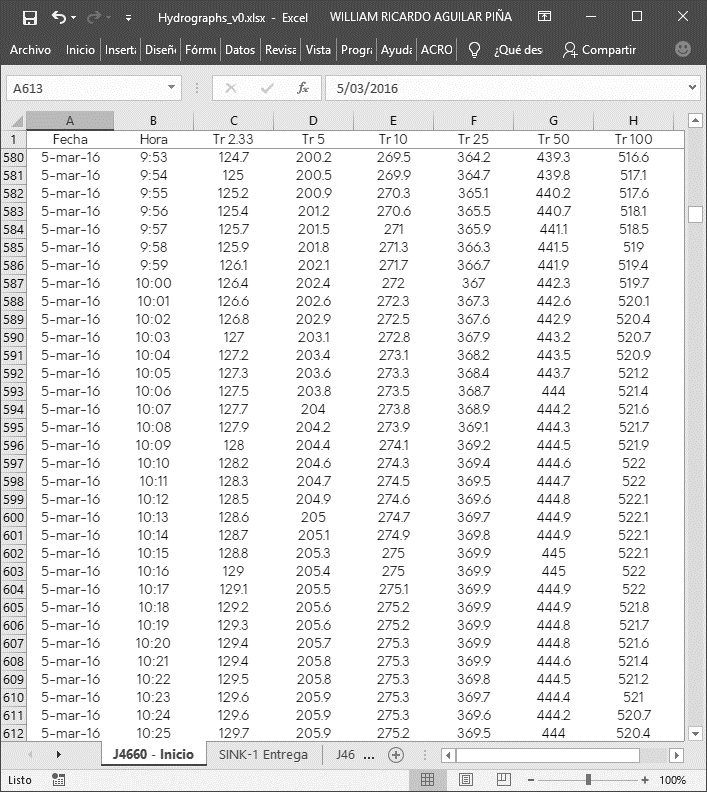 Hydrographs_v0.xlsx - Excel WILLIAM RICARDO AGUILAR PIÑA
Archivo Inicio Insert Diseñ Fórmu Datos Revisa Vista Progra Ayuda ACRO ¿Qué des Compartir
A613 fx 5/03/2016
A B C D E F G H
1 Fecha Hora Tr 2.33 Tr 5 Tr 10 Tr 25 Tr 50 Tr 100
580 5-mar-16 9:53 124.7 200.2 269.5 364.2 439.3 516.6
581 5-mar-16 9:54 125 200.5 269.9 364.7 439.8 517.1
582 5-mar-16 9:55 125.2 200.9 270.3 365.1 440.2 517.6
583 5-mar-16 9:56 125.4 201.2 270.6 365.5 440.7 518.1
584 5-mar-16 9:57 125.7 201.5 271 365.9 441.1 518.5
585 5-mar-16 9:58 125.9 201.8 271.3 366.3 441.5 519
586 5-mar-16 9:59 126.1 202.1 271.7 366.7 441.9 519.4
587 5-mar-16 10:00 126.4 202.4 272 367 442.3 519.7
588 5-mar-16 10:01 126.6 202.6 272.3 367.3 442.6 520.1
589 5-mar-16 10:02 126.8 202.9 272.5 367.6 442.9 520.4
590 5-mar-16 10:03 127 203.1 272.8 367.9 443.2 520.7
591 5-mar-16 10:04 127.2 203.4 273.1 368.2 443.5 520.9
592 5-mar-16 10:05 127.3 203.6 273.3 368.4 443.7 521.2
593 5-mar-16 10:06 127.5 203.8 273.5 368.7 444 521.4
594 5-mar-16 10:07 127.7 204 273.8 368.9 444.2 521.6
595 5-mar-16 10:08 127.9 204.2 273.9 369.1 444.3 521.7
596 5-mar-16 10:09 128 204.4 274.1 369.2 444.5 521.9
597 5-mar-16 10:10 128.2 204.6 274.3 369.4 444.6 522
598 5-mar-16 10:11 128.3 204.7 274.5 369.5 444.7 522
599 5-mar-16 10:12 128.5 204.9 274.6 369.6 444.8 522.1
600 5-mar-16 10:13 128.6 205 274.7 369.7 444.9 522.1
601 5-mar-16 10:14 128.7 205.1 274.9 369.8 444.9 522.1
602 5-mar-16 10:15 128.8 205.3 275 369.9 445 522.1
603 5-mar-16 10:16 129 205.4 275 369.9 445 522
604 5-mar-16 10:17 129.1 205.5 275.1 369.9 444.9 522
605 5-mar-16 10:18 129.2 205.6 275.2 369.9 444.9 521.8
606 5-mar-16 10:19 129.3 205.6 275.2 369.9 444.8 521.7
607 5-mar-16 10:20 129.4 205.7 275.3 369.9 444.8 521.6
608 5-mar-16 10:21 129.4 205.8 275.3 369.9 444.6 521.4
609 5-mar-16 10:22 129.5 205.8 275.3 369.8 444.5 521.2
610 5-mar-16 10:23 129.6 205.9 275.3 369.7 444.4 521
611 5-mar-16 10:24 129.6 205.9 275.3 369.6 444.2 520.7
612 5-mar-16 10:25 129.7 205.9 275.2 369.5 444 520.4
J4660 - Inicio SINK-1 Entrega J46 ...
Listo 100%